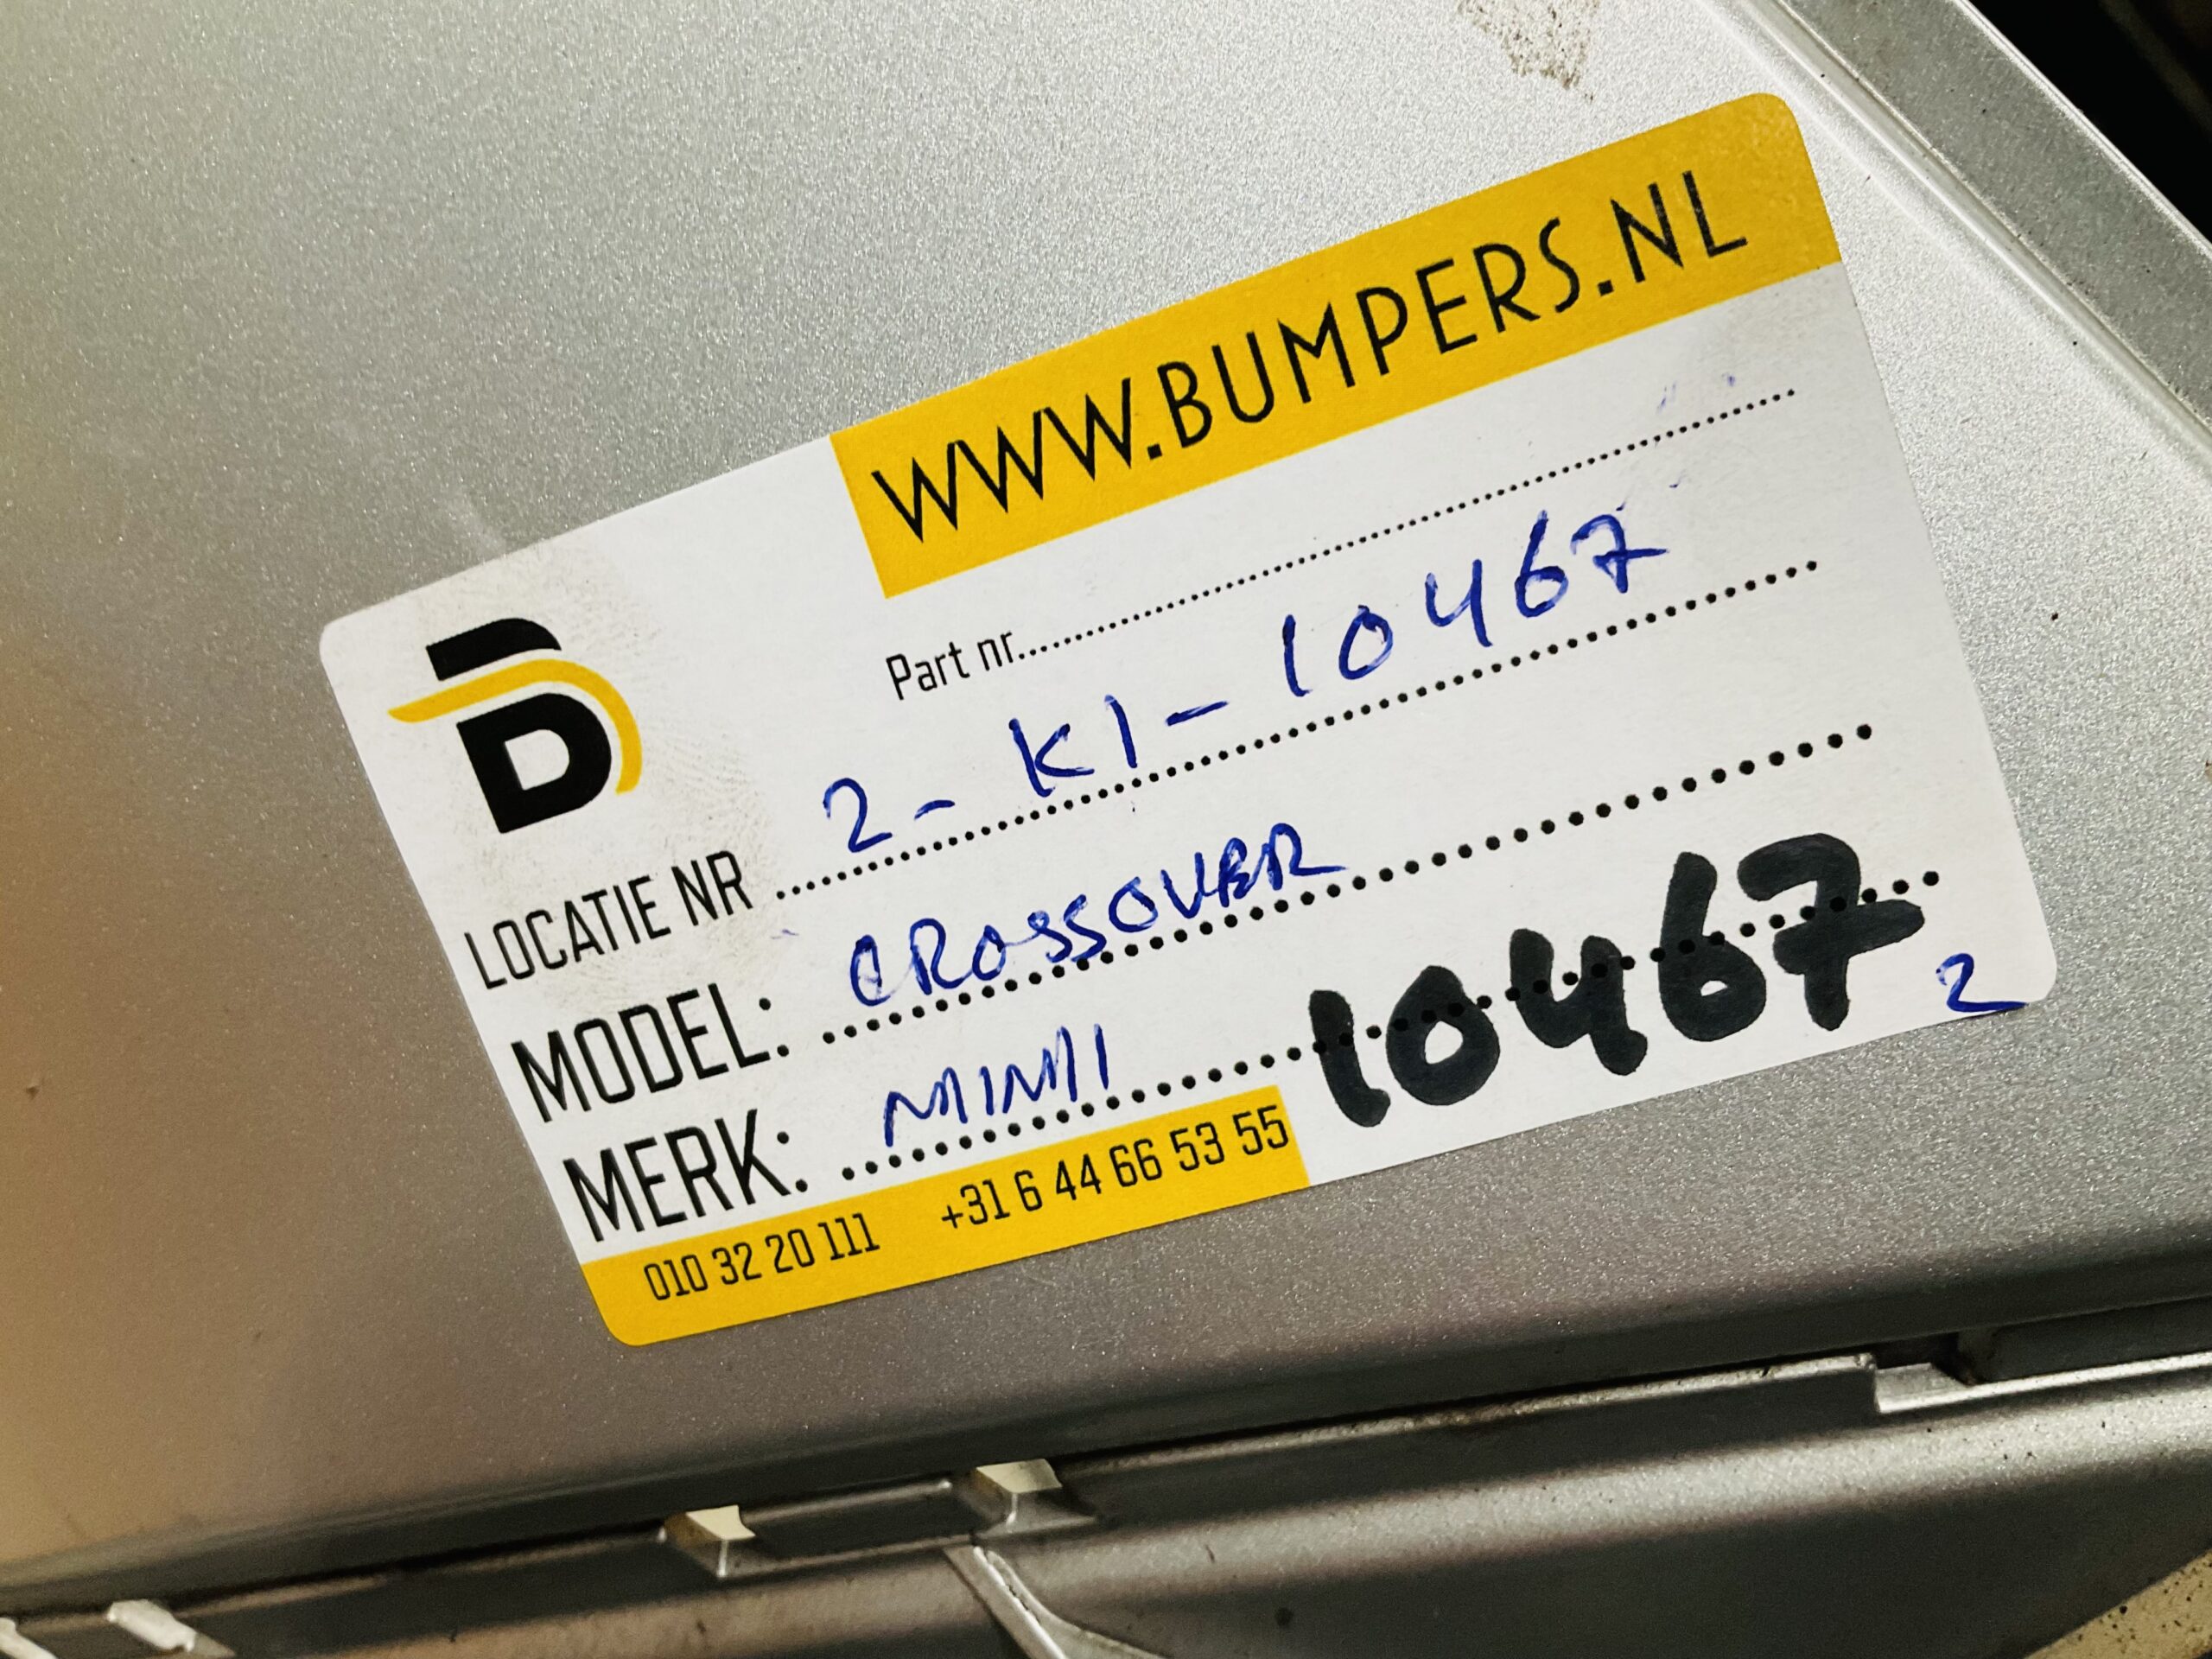 WWW.BUMPERS.NL
B
Part nr.....................................
LOCATIE NR 2-K1-10467
MODEL: CROSSOVER
MERK: MINI 10467
2
010 32 20 111 +31 6 44 66 53 55